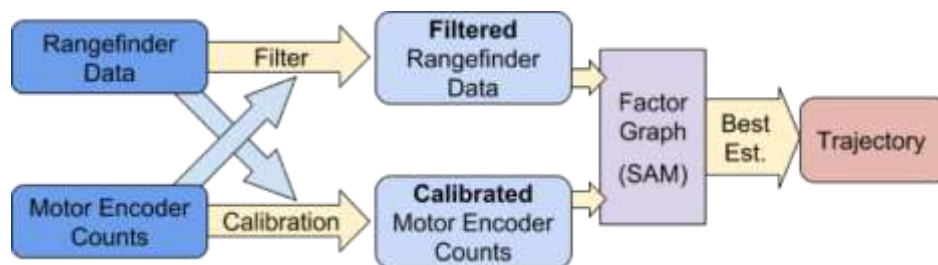 Rangefinder
Data
Filter
Filtered
Rangefinder
Data
Motor Encoder
Counts
Calibration
Calibrated
Motor Encoder
Counts
Factor
Graph
(SAM)
Best
Est.
Trajectory